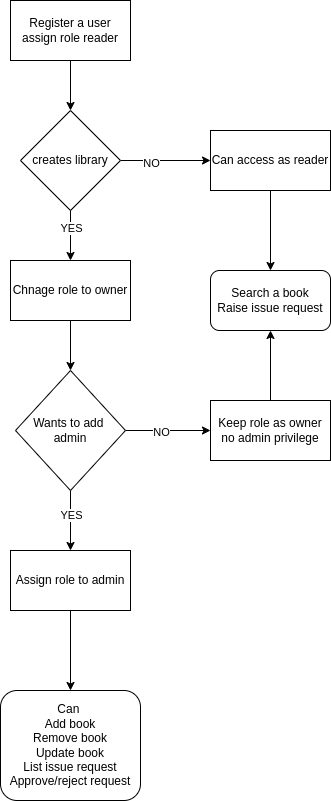 Register a user
assign role reader
creates library
NO
Can access as reader
YES
Chnage role to owner
Search a book
Raise issue request
Wants to add
admin
NO
Keep role as owner
no admin privilege
YES
Assign role to admin
Can
Add book
Remove book
Update book
List issue request
Approve/reject request